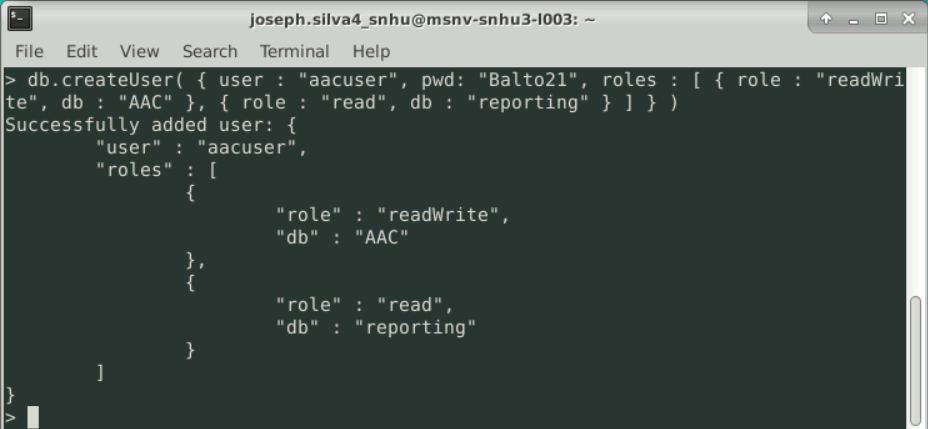 joseph.silva4_snhu@msnv-snhu3-l003: ~
File Edit View Search Terminal Help
> db.createUser( { user : "aacuser", pwd: "Balto21", roles : [ { role : "readWri
te", db : "AAC" }, { role : "read", db : "reporting" } ] } )
Successfully added user: {
        "user" : "aacuser",
        "roles" : [
                {
                        "role" : "readWrite",
                        "db" : "AAC"
                },
                {
                        "role" : "read",
                        "db" : "reporting"
                }
        ]
}
>